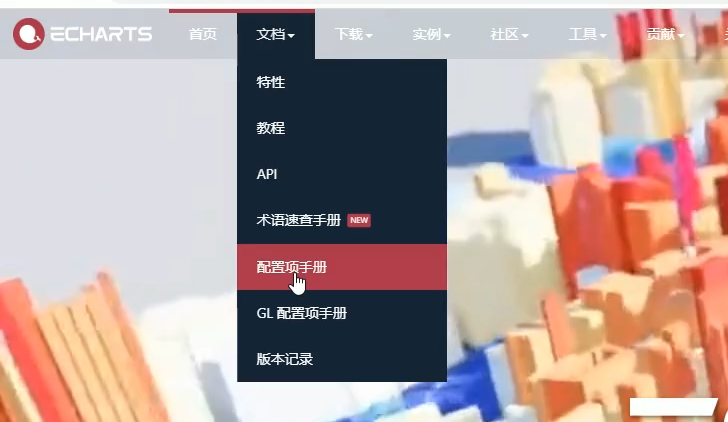 ECHARTS 首页 文档 下载 实例 社区 工具 贡献
特性
教程
API
术语速查手册 NEW
配置项手册
GL 配置项手册
版本记录